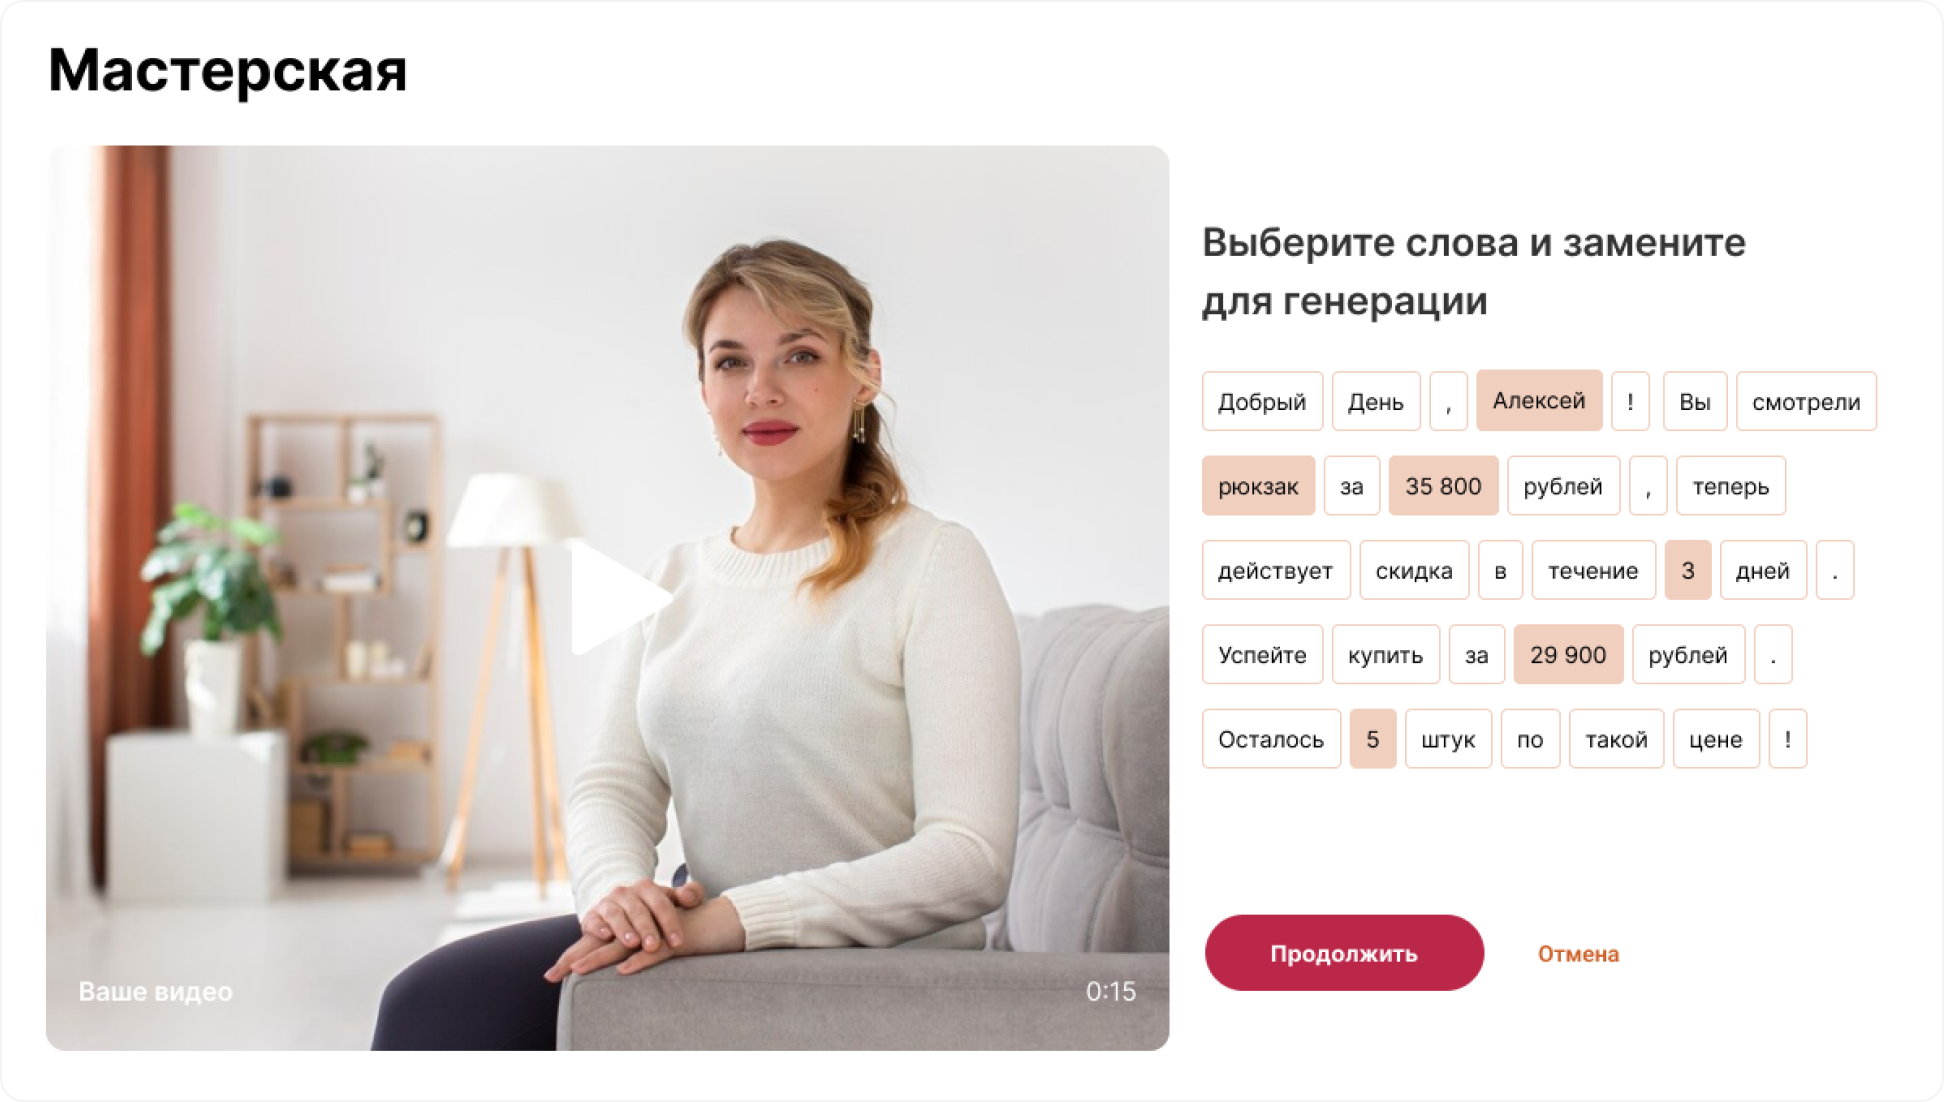 Мастерская
Выберите слова и замените
для генерации
Добрый День , Алексей ! Вы смотрели
рюкзак за 35 800 рублей , теперь
действует скидка в течение 3 дней .
Успейте купить за 29 900 рублей .
Осталось 5 штук по такой цене !
Продолжить Отмена
Ваше видео 0:15